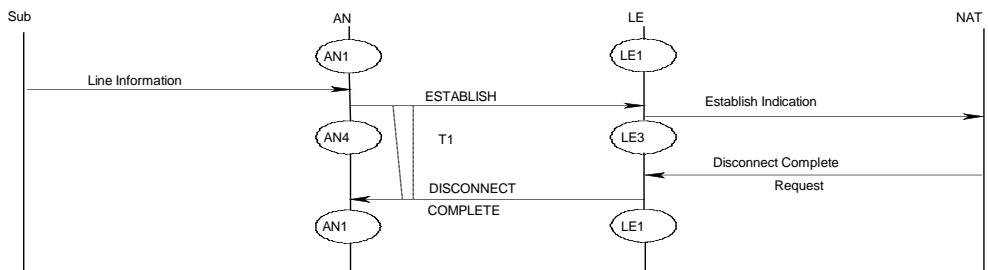 Sub AN LE NAT
AN1 LE1
Line Information
ESTABLISH
Establish Indication
AN4 T1 LE3
Disconnect Complete
Request
DISCONNECT
COMPLETE
AN1 LE1